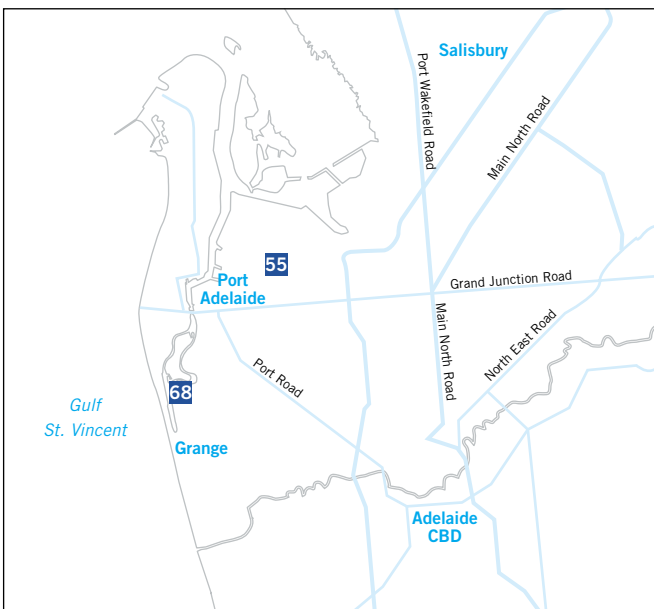 Salisbury
Port Wakefield Road
Main North Road
55
Port
Adelaide
Grand Junction Road
Main North Road
North East Road
Port Road
68
Gulf
St. Vincent
Grange
Adelaide
CBD